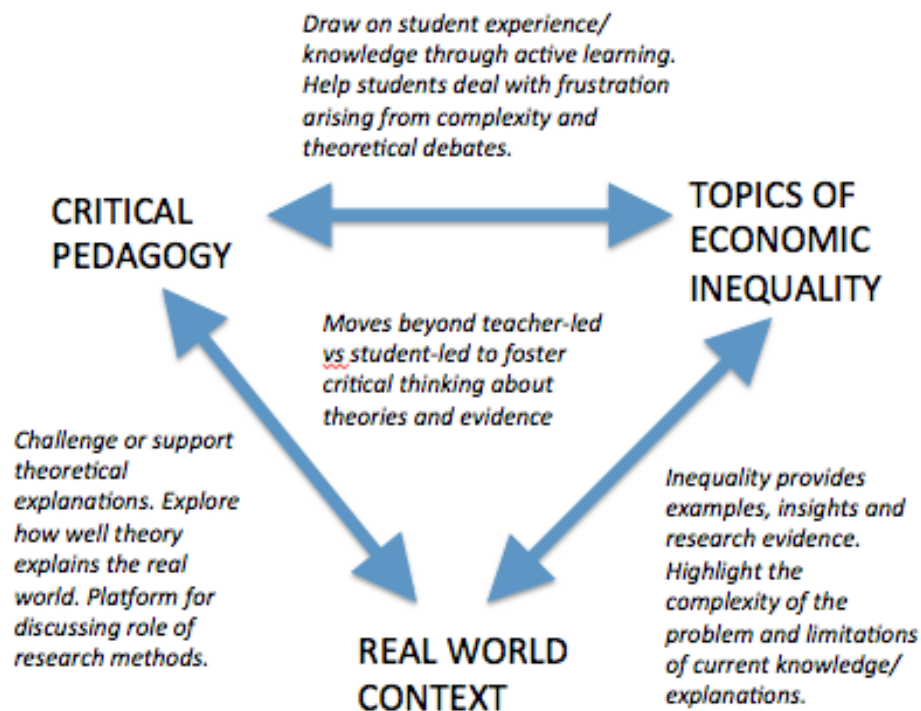 Draw on student experience/
knowledge through active learning.
Help students deal with frustration
arising from complexity and
theoretical debates.
CRITICAL
PEDAGOGY
TOPICS OF
ECONOMIC
INEQUALITY
Moves beyond teacher-led
vs student-led to foster
critical thinking about
theories and evidence
Challenge or support
theoretical
explanations. Explore
how well theory
explains the real
world. Platform for
discussing role of
research methods.
Inequality provides
examples, insights and
research evidence.
Highlight the
complexity of the
problem and limitations
of current knowledge/
explanations.
REAL WORLD
CONTEXT